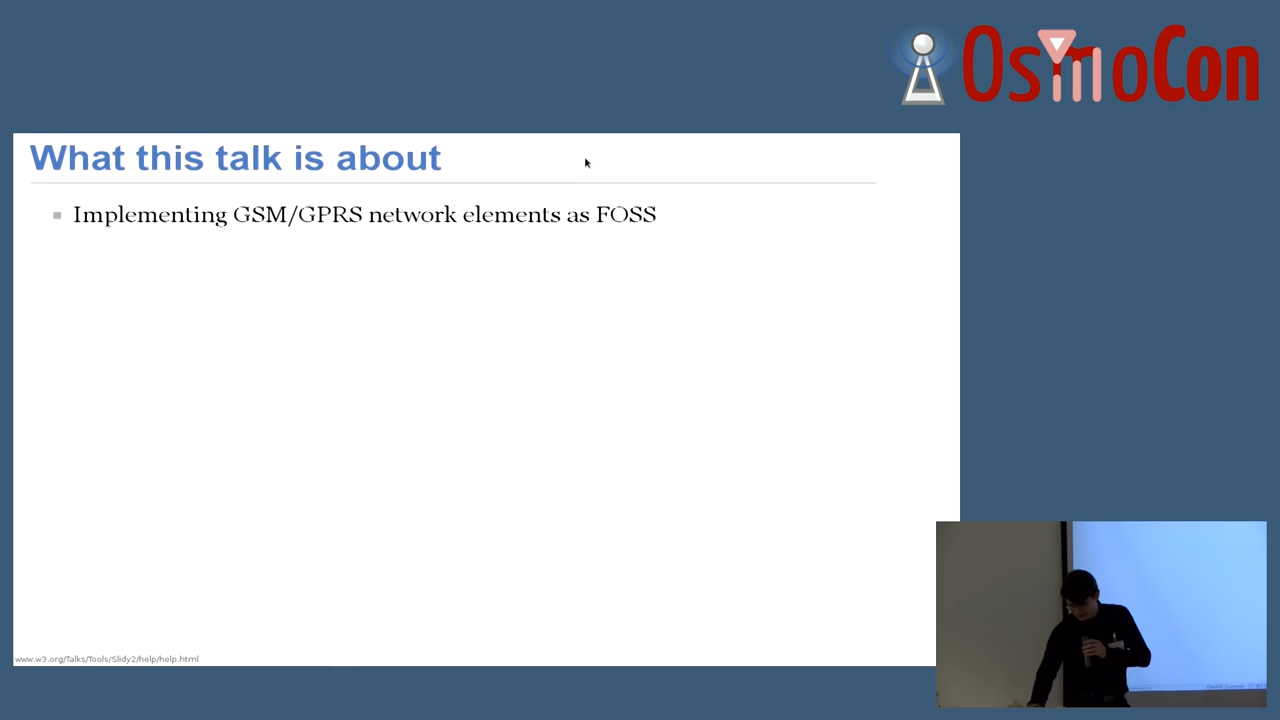 OsmoCon
What this talk is about
Implementing GSM/GPRS network elements as FOSS
www.w3.org/Talks/Tools/Slidy2/help/help.html